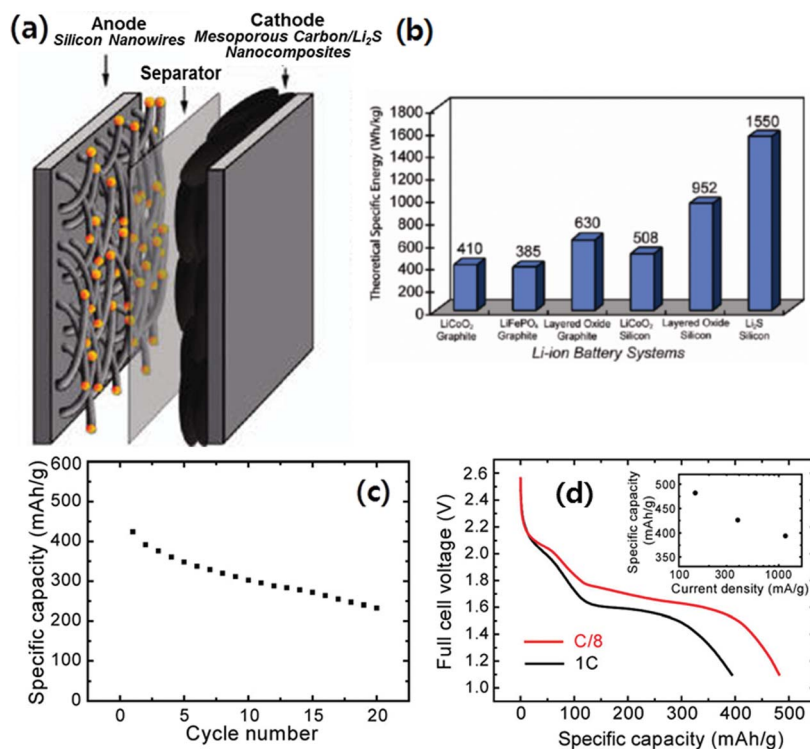 (a)
Anode
Silicon Nanowires
Separator
Cathode
Mesoporous Carbon/Li₂S
Nanocomposites
(b)
Theoretical Specific Energy (Wh/kg)
1800
1600
1400
1200
1000
800
600
400
200
0
410
385
630
508
952
1550
LiCoO₂
Graphite
LiFePO₄
Graphite
Layered Oxide
Graphite
LiCoO₂
Silicon
Layered Oxide
Silicon
Li₂S
Silicon
Li-ion Battery Systems
(c)
Specific capacity (mAh/g)
600
500
400
300
200
100
0
0 5 10 15 20
Cycle number
(d)
Full cell voltage (V)
2.6
2.4
2.2
2.0
1.8
1.6
1.4
1.2
1.0
C/8
1C
0 100 200 300 400 500
Specific capacity (mAh/g)
Specific capacity
(mAh/g)
500
450
400
350
100 400 1000
Current density (mA/g)